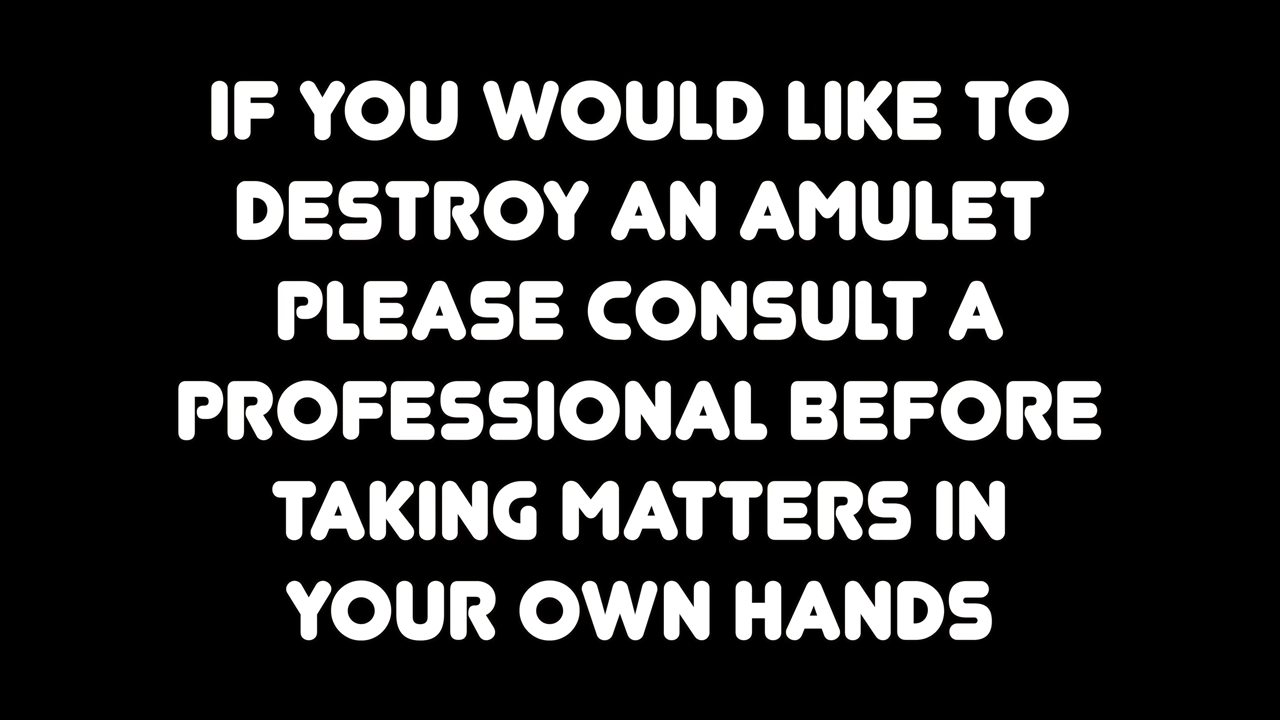 IF YOU WOULD LIKE TO
DESTROY AN AMULET
PLEASE CONSULT A
PROFESSIONAL BEFORE
TAKING MATTERS IN
YOUR OWN HANDS